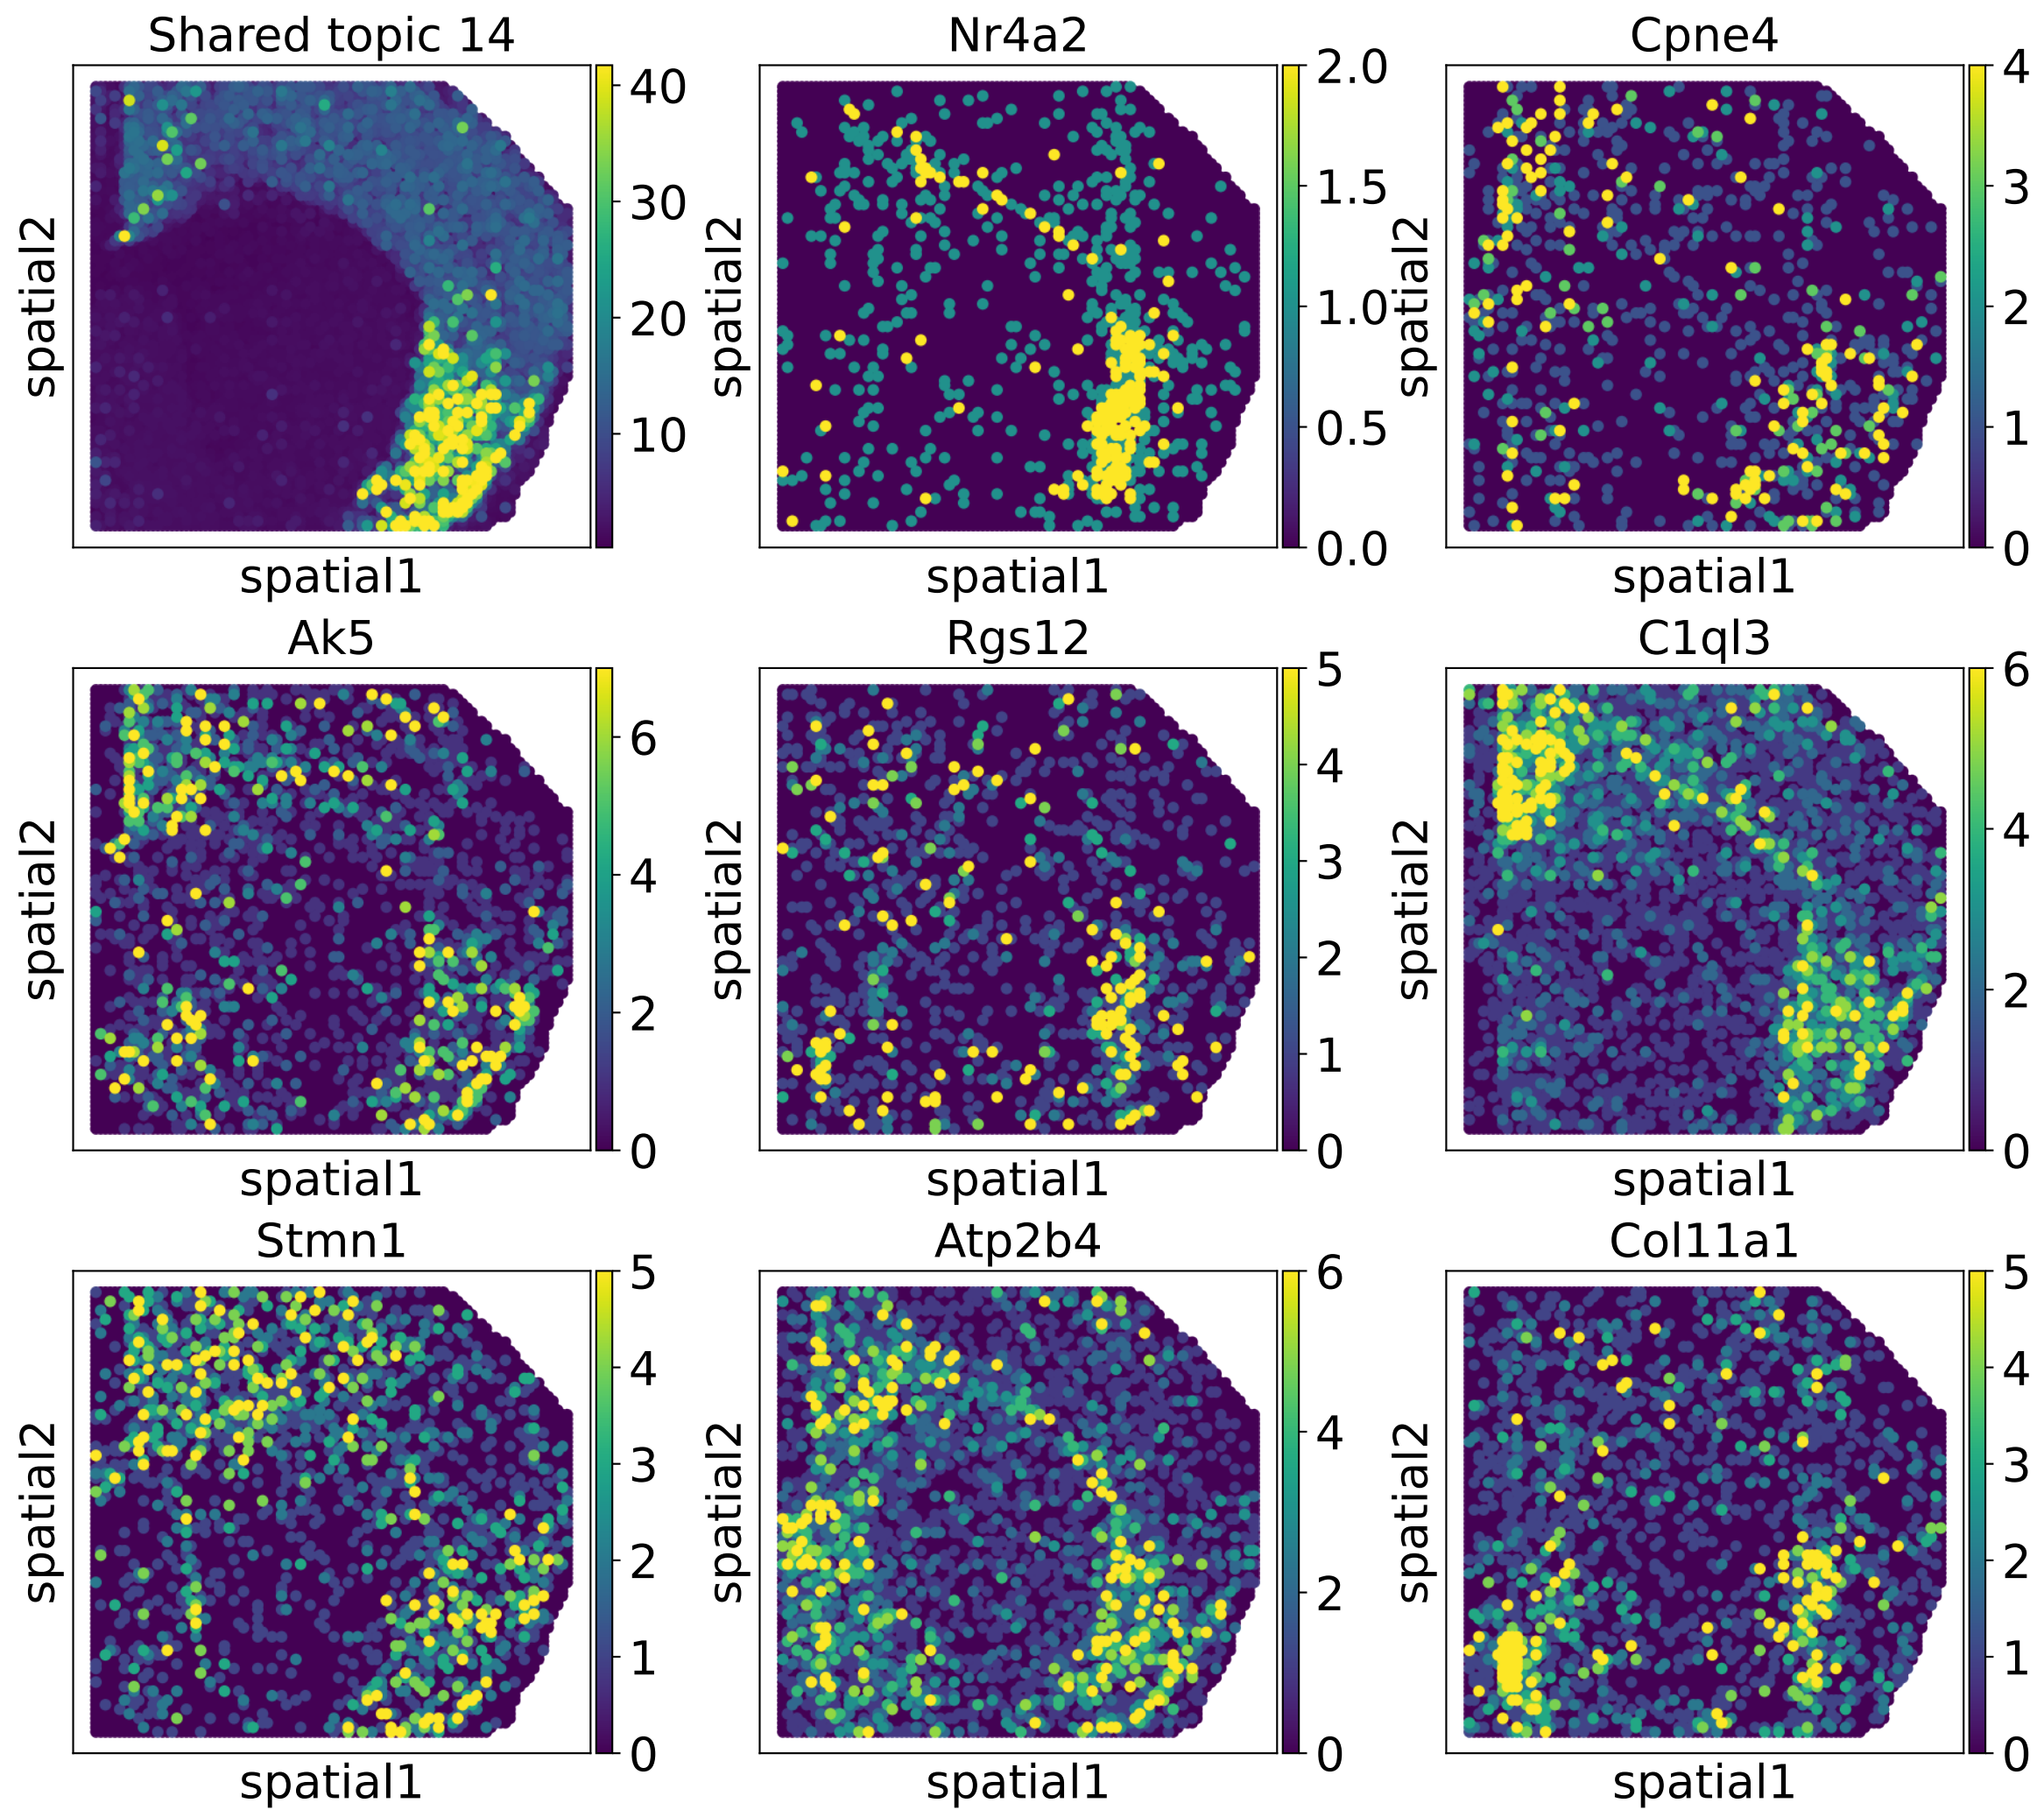 Shared topic 14
Nr4a2
Cpne4
spatial2
40
30
20
10
spatial2
2.0
1.5
1.0
0.5
0.0
spatial2
4
3
2
1
0
spatial1
spatial1
spatial1
Ak5
Rgs12
C1ql3
spatial2
6
4
2
0
spatial2
5
4
3
2
1
0
spatial2
6
4
2
0
spatial1
spatial1
spatial1
Stmn1
Atp2b4
Col11a1
spatial2
5
4
3
2
1
0
spatial2
6
4
2
0
spatial2
5
4
3
2
1
0
spatial1
spatial1
spatial1